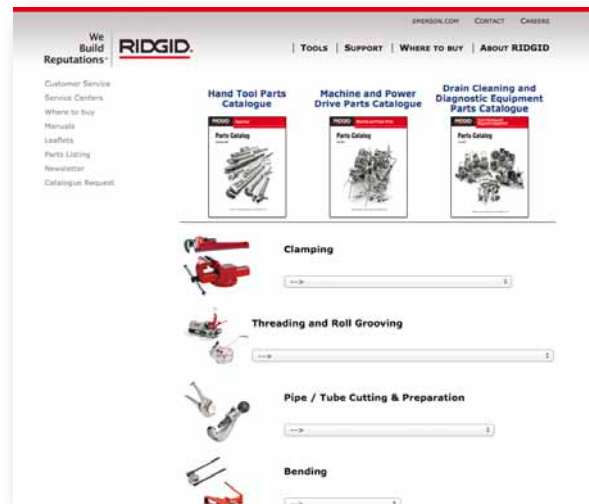 EMERSON.COM CONTACT CAREERS
We
Build
Reputations
RIDGID.
| TOOLS | SUPPORT | WHERE TO BUY | ABOUT RIDGID
Customer Service
Service Centers
Where to buy
Manuals
Leaflets
Parts Listing
Newsletter
Catalogue Request
Hand Tool Parts
Catalogue
Machine and Power
Drive Parts Catalogue
Drain Cleaning and
Diagnostic Equipment
Parts Catalogue
RIDGID
Parts Catalog
RIDGID
Parts Catalog
RIDGID
Parts Catalog
Clamping
--->
Threading and Roll Grooving
--->
Pipe / Tube Cutting & Preparation
--->
Bending
--->